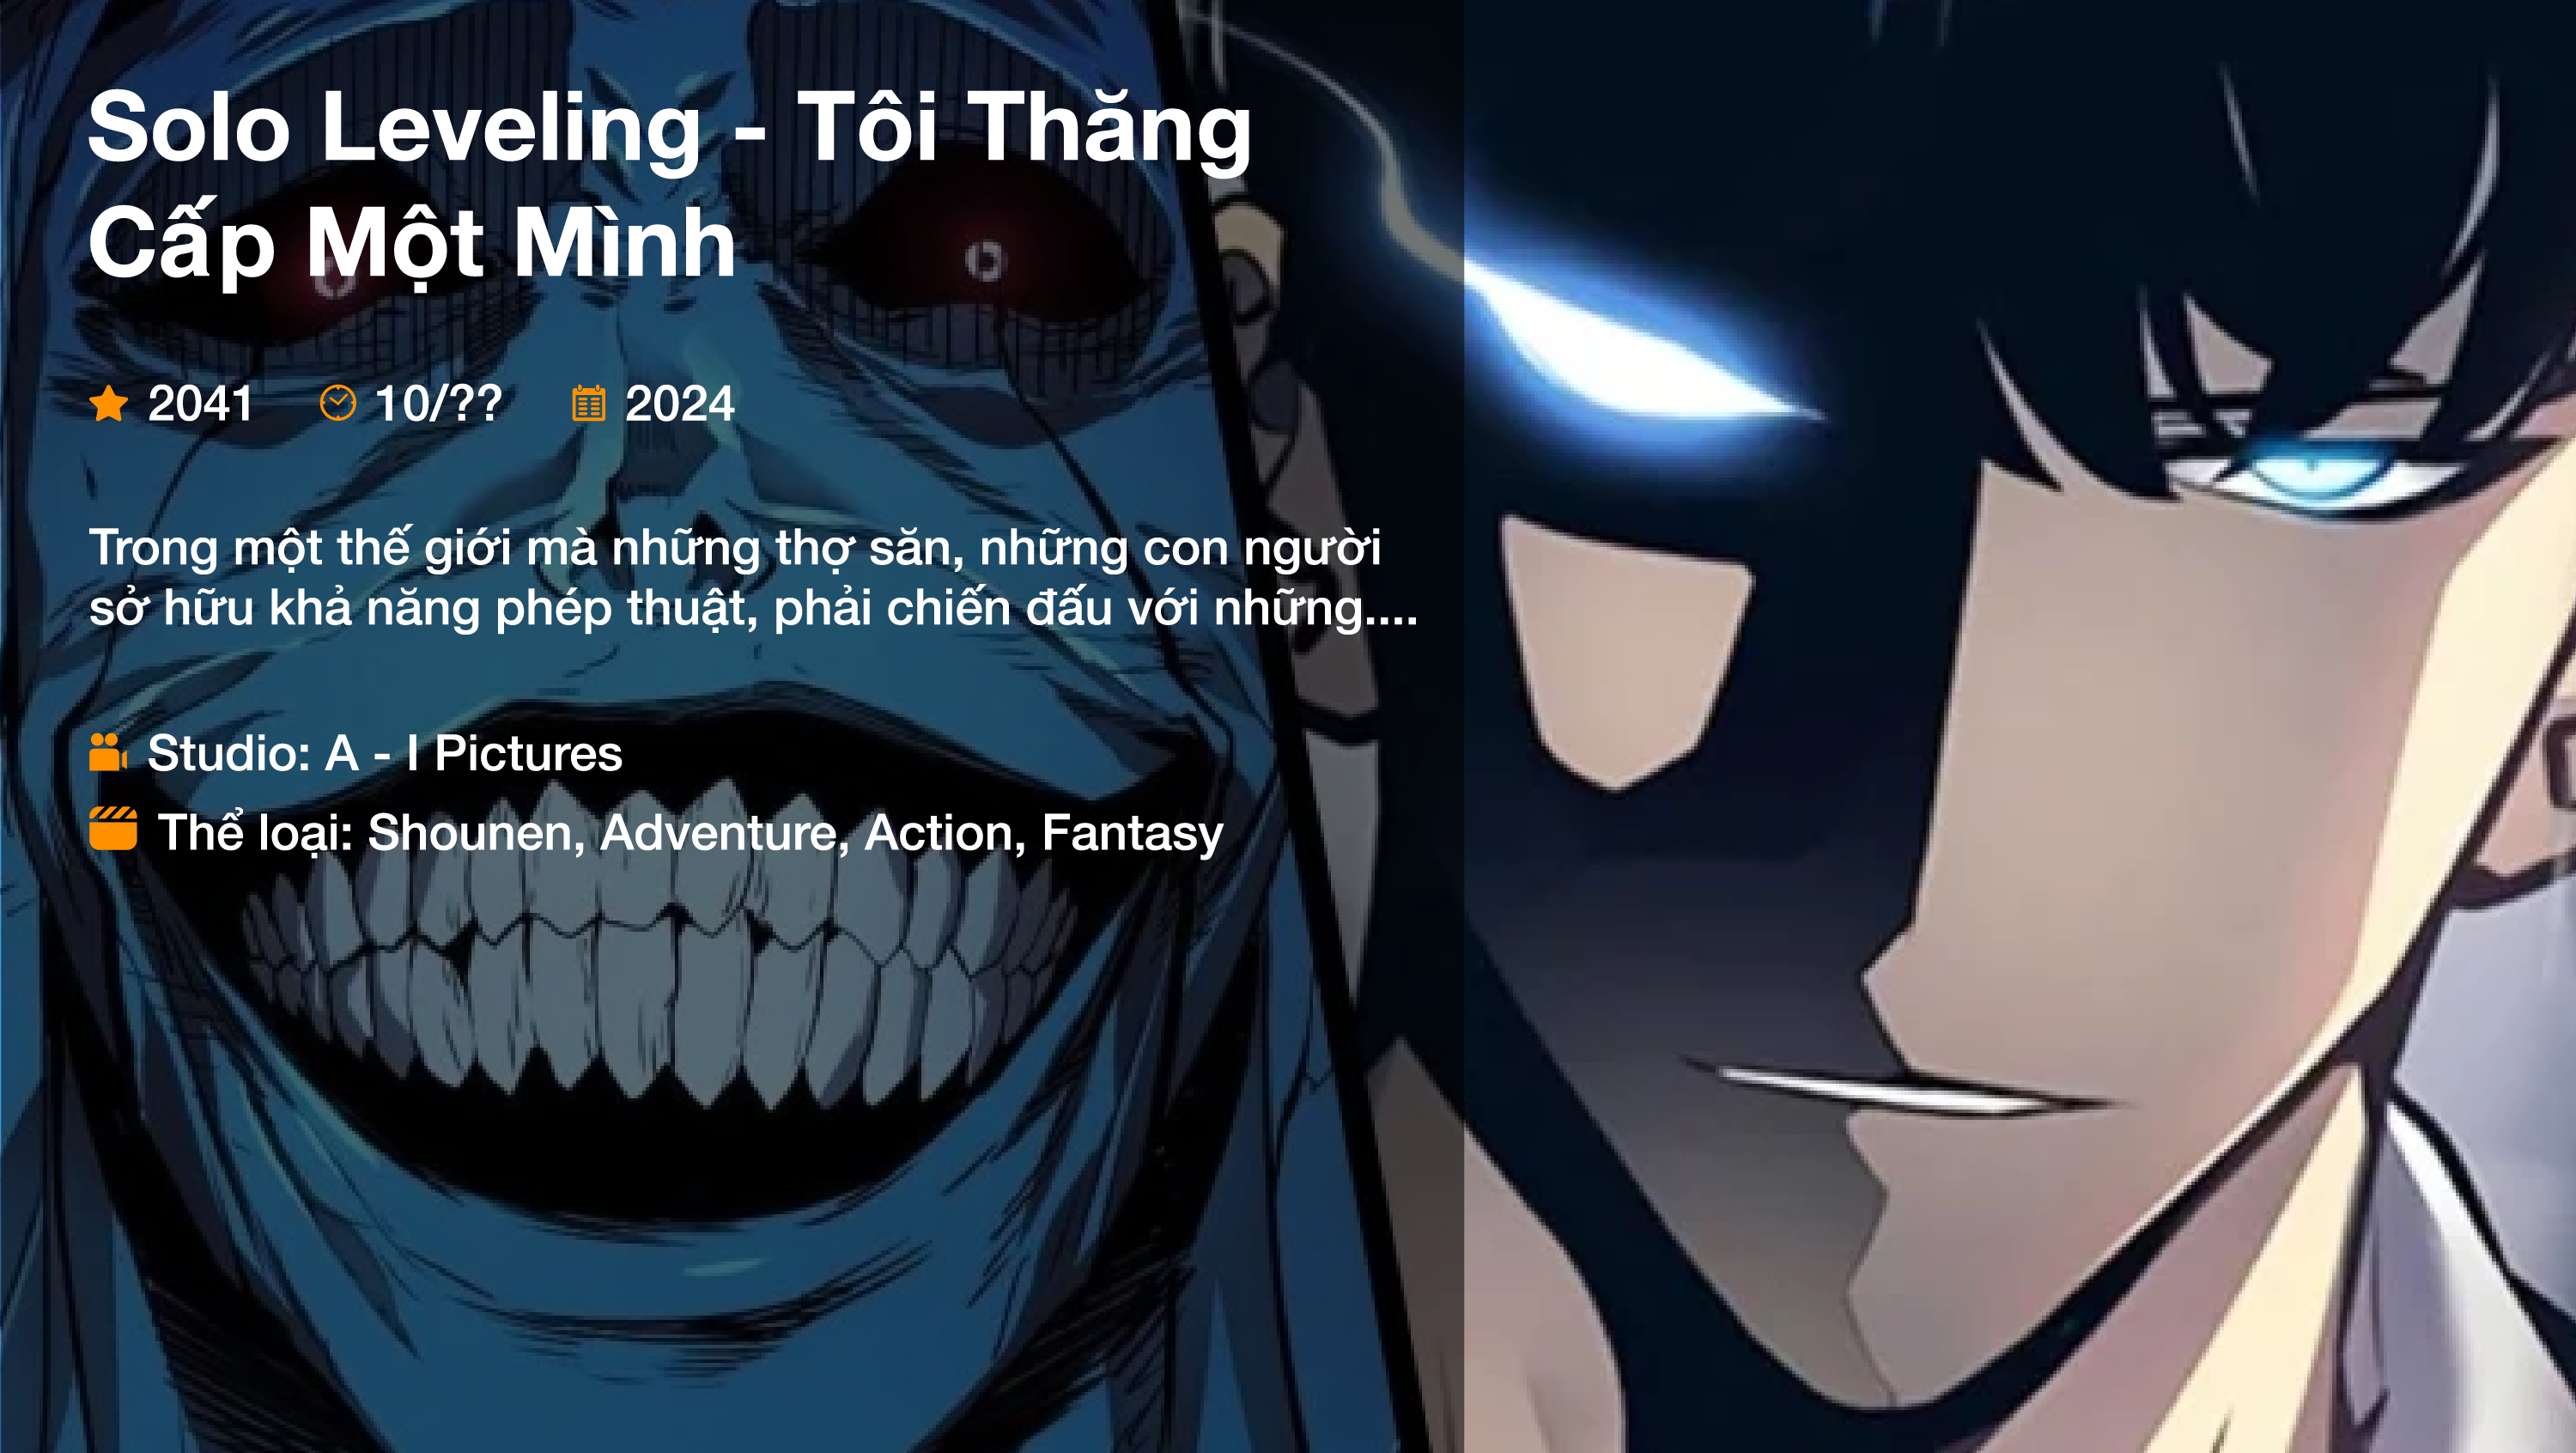 Solo Leveling - Tôi Thăng
Cấp Một Mình
2041 10/?? 2024
Trong một thế giới mà những thợ săn, những con người
sở hữu khả năng phép thuật, phải chiến đấu với những....
Studio: A - I Pictures
Thể loại: Shounen, Adventure, Action, Fantasy